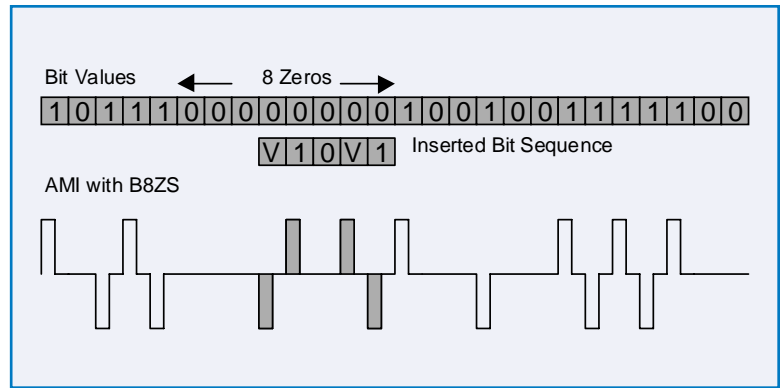 Bit Values 8 Zeros
1 0 1 1 1 0 0 0 0 0 0 0 0 1 0 0 1 0 0 1 1 1 1 1 0 0
V 1 0 V 1 Inserted Bit Sequence
AMI with B8ZS